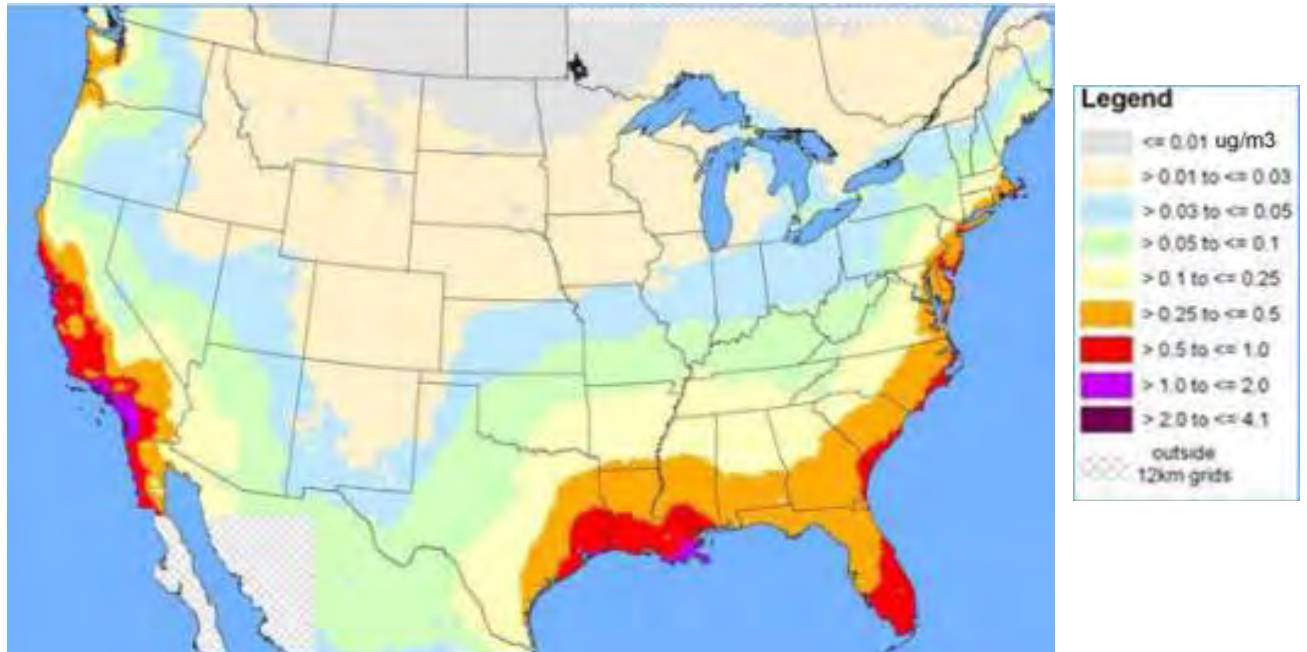 Legend
<= 0.01 ug/m3
> 0.01 to <= 0.03
> 0.03 to <= 0.05
> 0.05 to <= 0.1
> 0.1 to <= 0.25
> 0.25 to <= 0.5
> 0.5 to <= 1.0
> 1.0 to <= 2.0
> 2.0 to <= 4.1
outside
12km grids